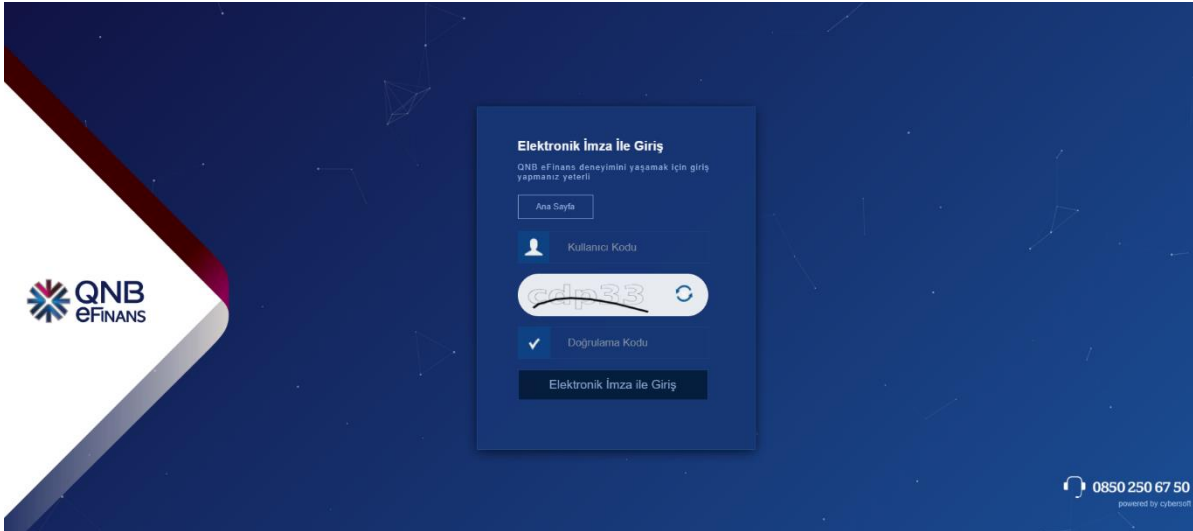 Elektronik İmza İle Giriş
QNB eFinans deneyimini yaşamak için giriş
yapmanız yeterli
Ana Sayfa
Kullanıcı Kodu
QNB
eFINANS
cdp33
Doğrulama Kodu
Elektronik İmza ile Giriş
0850 250 67 50
powered by cybersoft